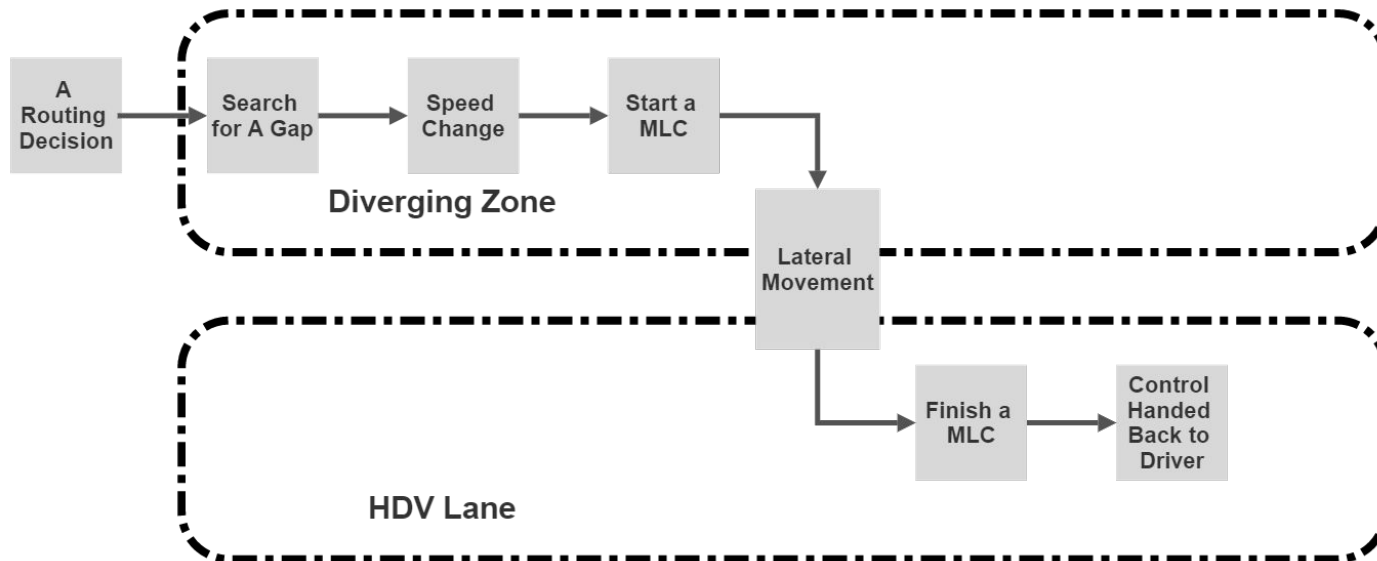 A
Routing
Decision
Search
for A Gap
Speed
Change
Start a
MLC
Diverging Zone
Lateral
Movement
Finish a
MLC
Control
Handed
Back to
Driver
HDV Lane